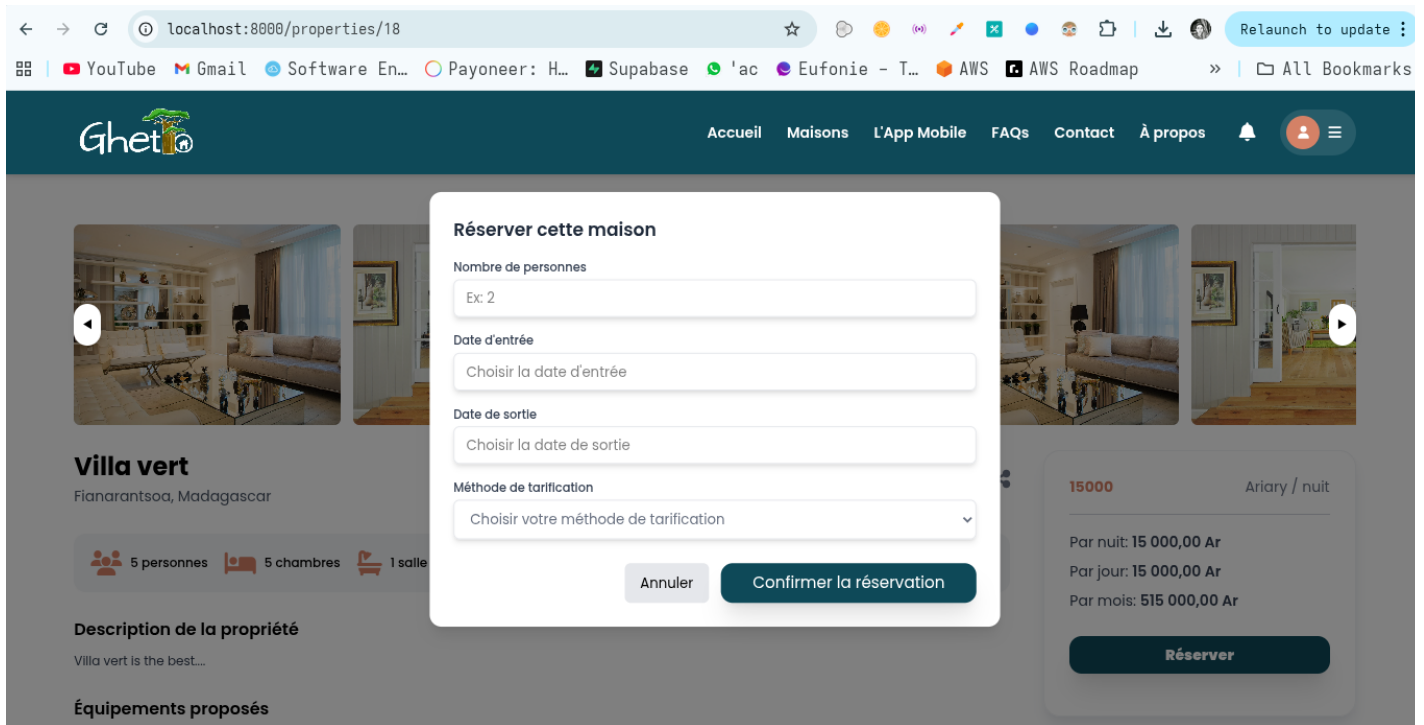 localhost:8000/properties/18
Relaunch to update
YouTube Gmail Software En… Payoneer: H… Supabase 'ac Eufonie – T… AWS AWS Roadmap » All Bookmarks
Ghetto
Accueil Maisons L'App Mobile FAQs Contact À propos
Réserver cette maison
Nombre de personnes
Ex: 2
Date d'entrée
Choisir la date d'entrée
Date de sortie
Choisir la date de sortie
Méthode de tarification
Choisir votre méthode de tarification
Annuler Confirmer la réservation
Villa vert
Fianarantsoa, Madagascar
5 personnes 5 chambres 1 salle
Description de la propriété
Villa vert is the best....
Équipements proposés
15000 Ariary / nuit
Par nuit: 15 000,00 Ar
Par jour: 15 000,00 Ar
Par mois: 515 000,00 Ar
Réserver